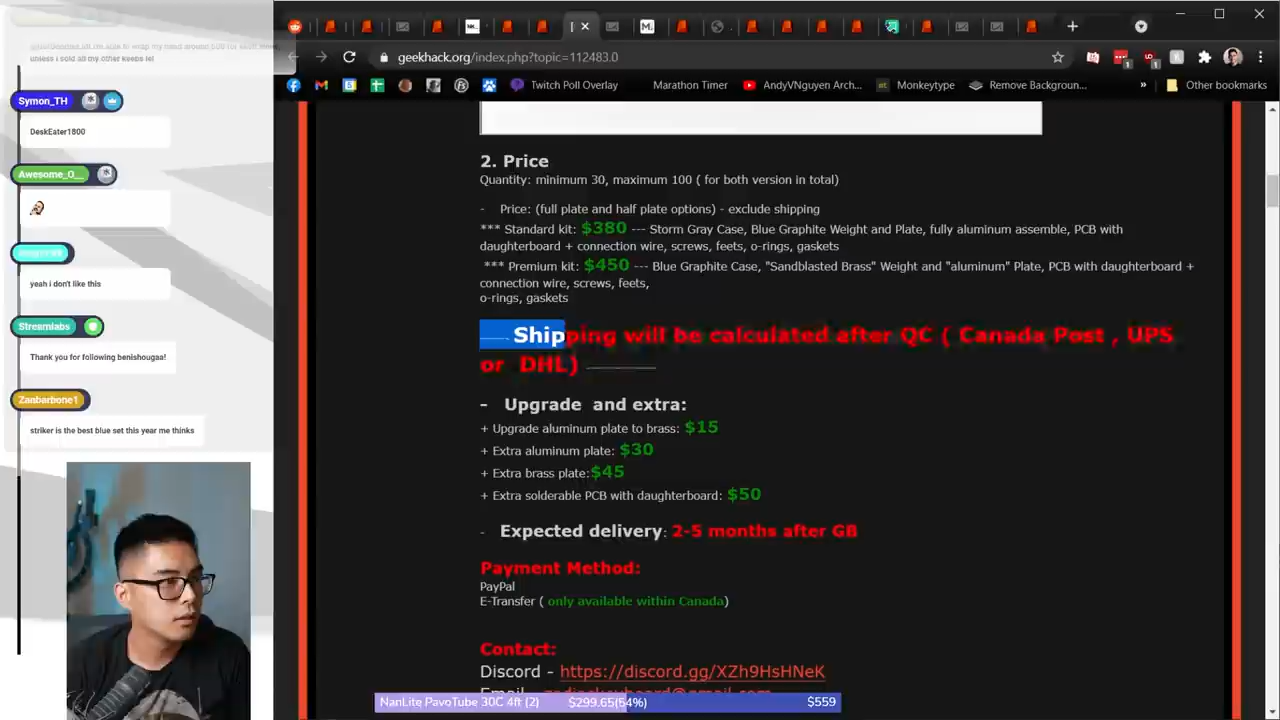 unless i sold all my other keebs lel
Symon_TH
DeskEater1800
Awesome_O__
yeah i don't like this
Streamlabs
Thank you for following benishougaa!
Zanbarbone1
striker is the best blue set this year me thinks
geekhack.org/index.php?topic=112483.0
Twitch Poll Overlay
Marathon Timer
AndyVNguyen Arch...
Monkeytype
Remove Backgroun...
»
Other bookmarks
2. Price
Quantity: minimum 30, maximum 100 ( for both version in total)
- Price: (full plate and half plate options) - exclude shipping
*** Standard kit: $380 --- Storm Gray Case, Blue Graphite Weight and Plate, fully aluminum assemble, PCB with
daughterboard + connection wire, screws, feets, o-rings, gaskets
*** Premium kit: $450 --- Blue Graphite Case, "Sandblasted Brass" Weight and "aluminum" Plate, PCB with daughterboard +
connection wire, screws, feets,
o-rings, gaskets
Shipping will be calculated after QC ( Canada Post , UPS
or DHL)
- Upgrade and extra:
+ Upgrade aluminum plate to brass: $15
+ Extra aluminum plate: $30
+ Extra brass plate:$45
+ Extra solderable PCB with daughterboard: $50
- Expected delivery: 2-5 months after GB
Payment Method:
PayPal
E-Transfer ( only available within Canada)
Contact:
Discord - https://discord.gg/XZh9HsHNeK
NanLite PavoTube 30C 4ft (2) $299.65(54%) $559